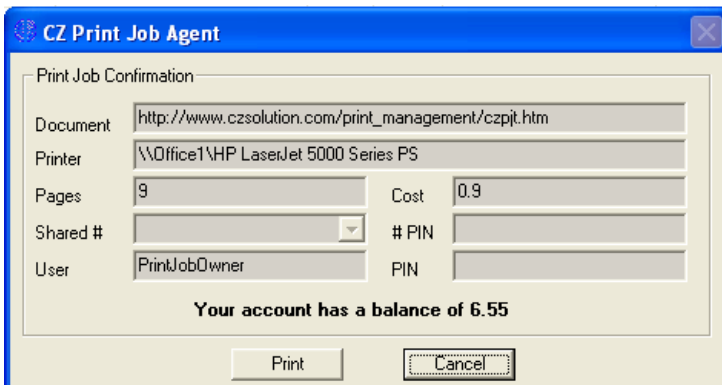 CZ Print Job Agent
Print Job Confirmation
Document http://www.czsolution.com/print_management/czpjt.htm
Printer \\Office1\HP LaserJet 5000 Series PS
Pages 9 Cost 0.9
Shared # # PIN
User PrintJobOwner PIN
Your account has a balance of 6.55
Print Cancel